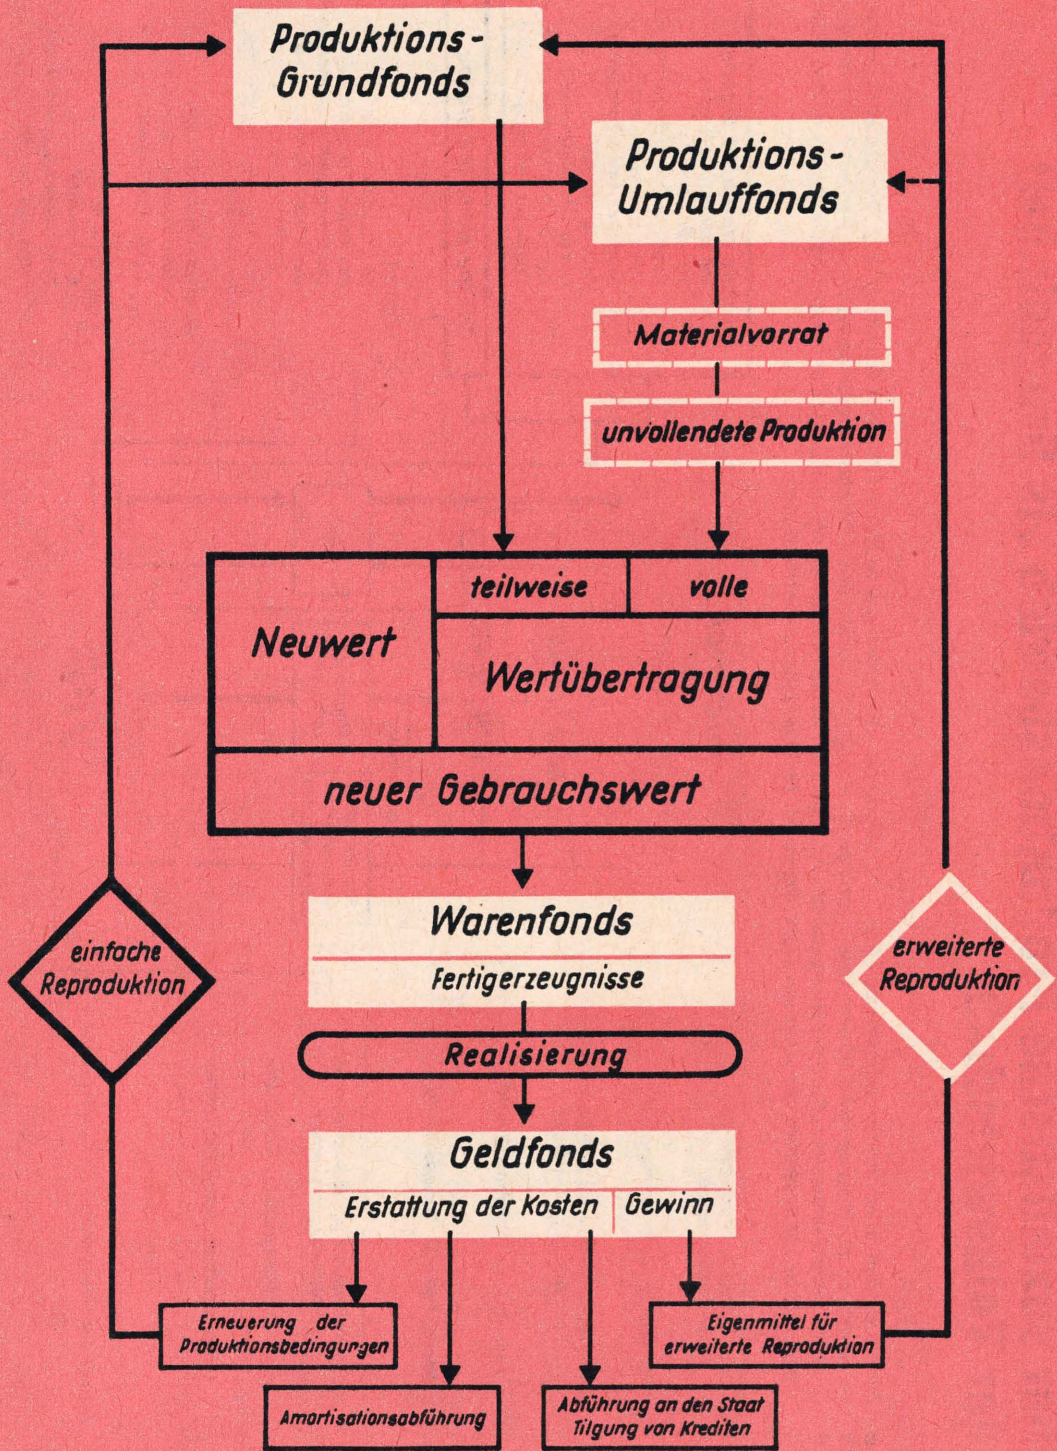 Produktions-
Grundfonds
Produktions-
Umlauffonds
Materialvorrat
unvollendete Produktion
teilweise
volle
Neuwert
Wertübertragung
neuer Gebrauchswert
einfache
Reproduktion
Warenfonds
Fertigerzeugnisse
erweiterte
Reproduktion
Realisierung
Geldfonds
Erstattung der Kosten
Gewinn
Erneuerung der
Produktionsbedingungen
Eigenmittel für
erweiterte Reproduktion
Amortisationsabführung
Abführung an den Staat
Tilgung von Krediten